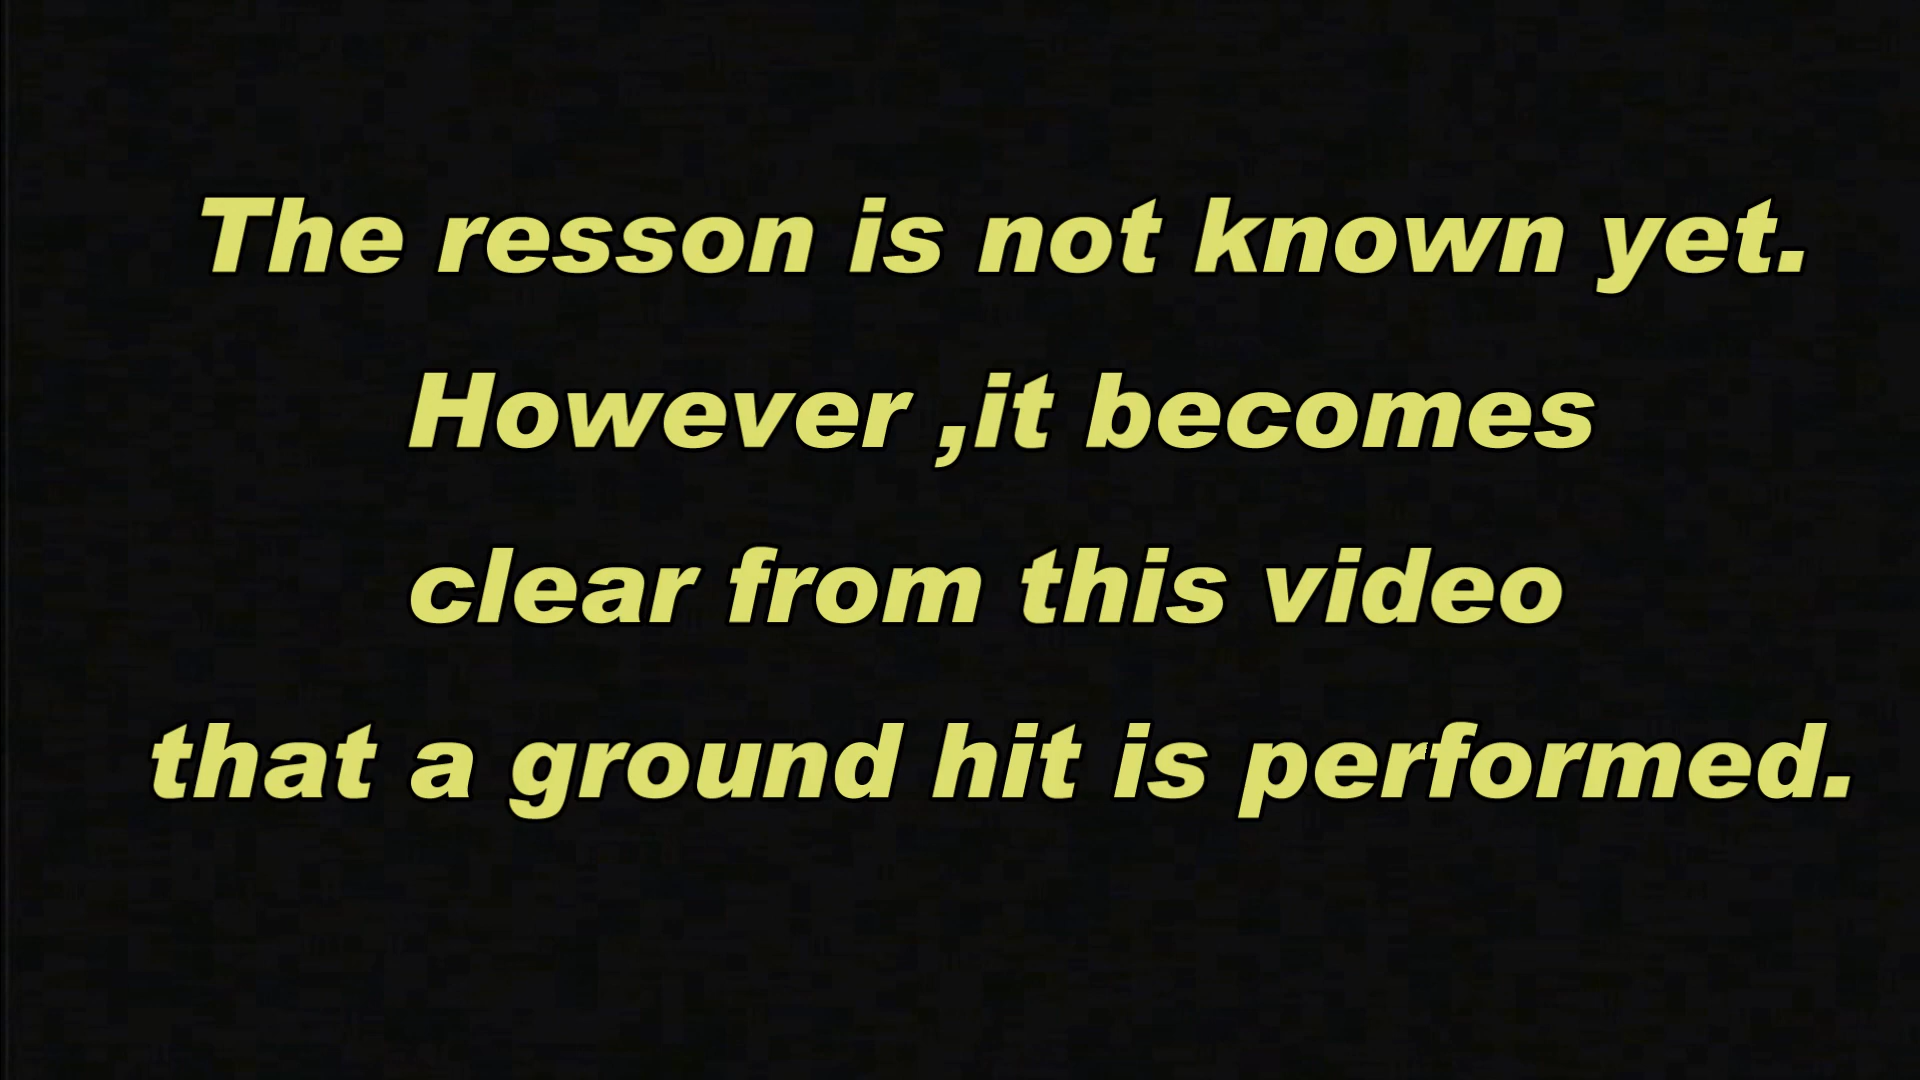 The resson is not known yet.
However ,it becomes
clear from this video
that a ground hit is performed.